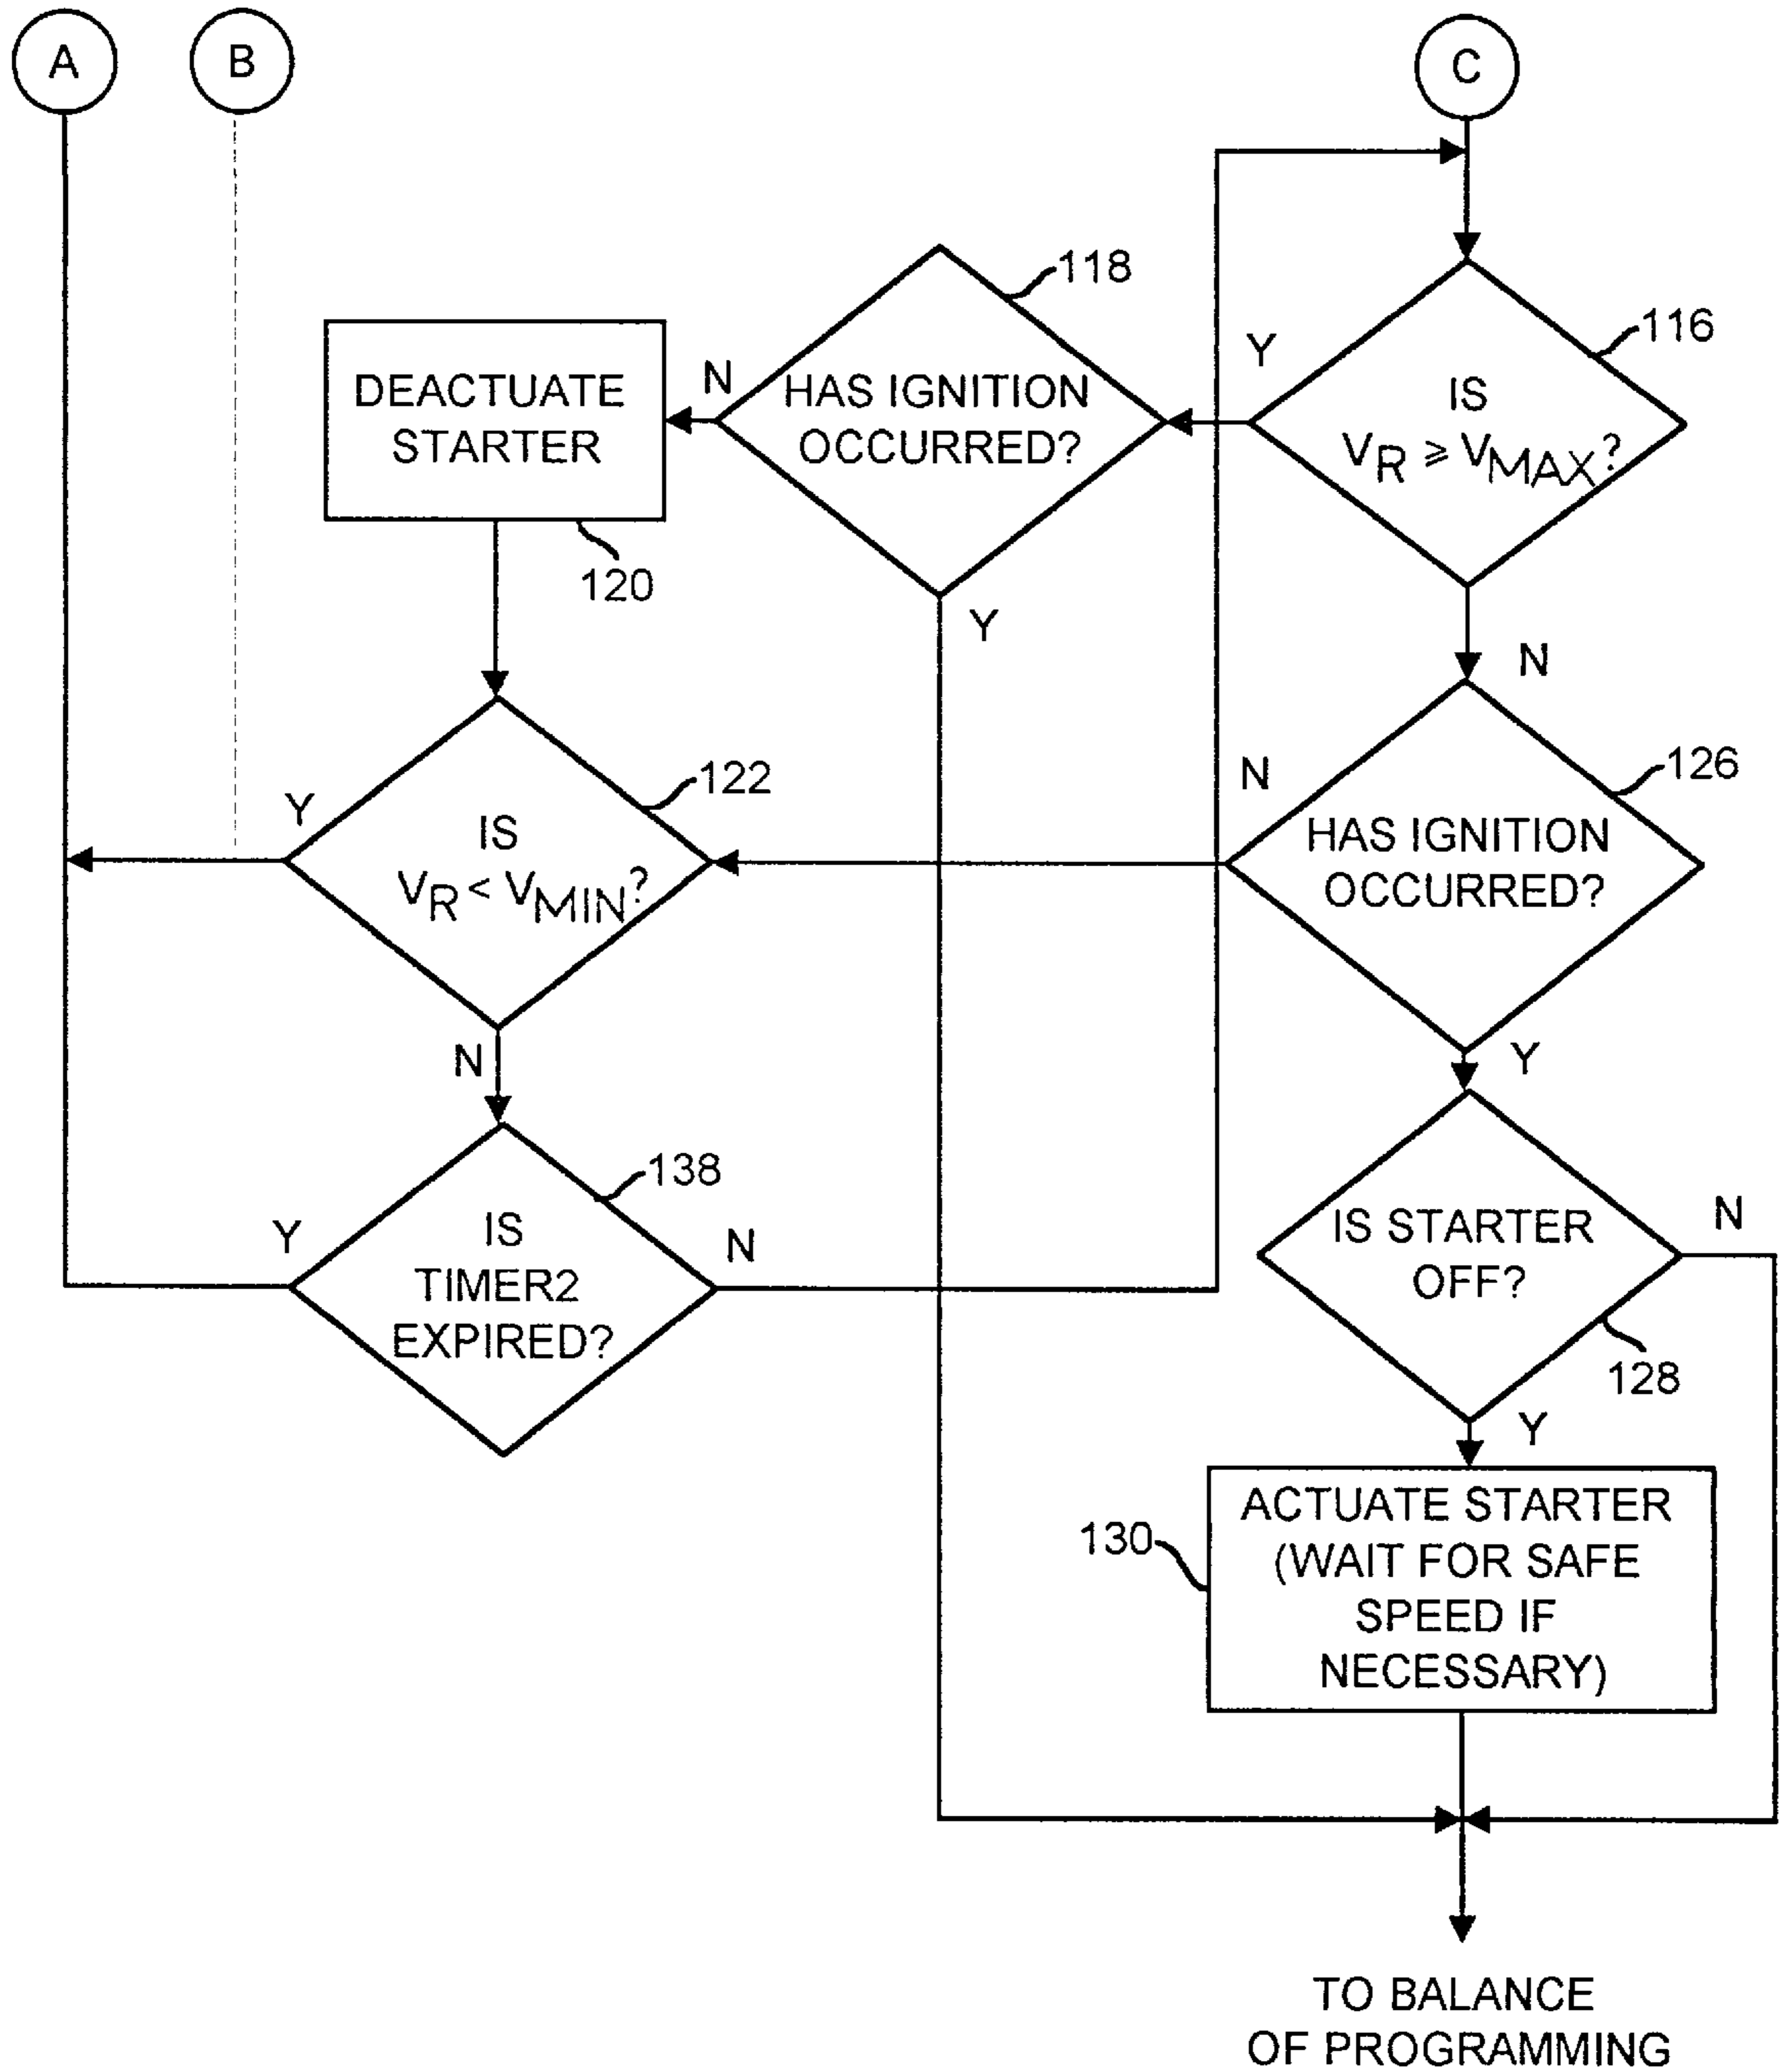 A
B
C
118
116
Y
N
DEACTUATE
STARTER
HAS IGNITION
OCCURRED?
IS
VR ⩾ VMAX?
120
Y
N
122
126
Y
N
IS
VR < VMIN?
HAS IGNITION
OCCURRED?
N
Y
138
Y
N
N
IS
TIMER2
EXPIRED?
IS STARTER
OFF?
128
Y
130
ACTUATE STARTER
(WAIT FOR SAFE
SPEED IF
NECESSARY)
TO BALANCE
OF PROGRAMMING